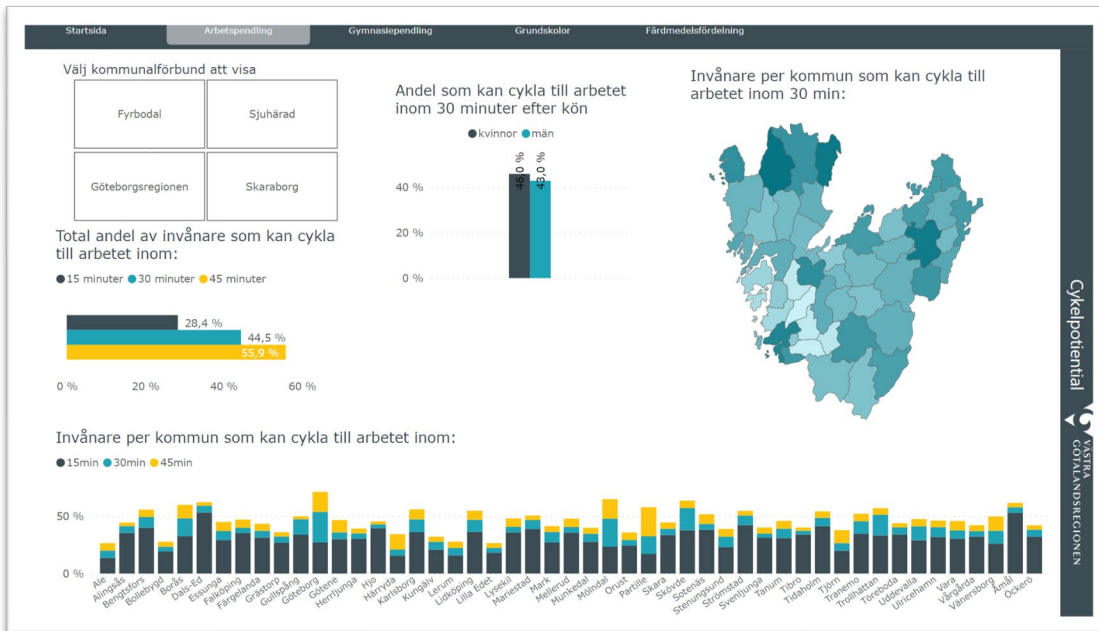 Startsida
Arbetspendling
Gymnasiependling
Grundskolor
Färdmedelsfördelning
Välj kommunalförbund att visa
Fyrbodal
Sjuhärad
Göteborgsregionen
Skaraborg
Total andel av invånare som kan cykla
till arbetet inom:
15 minuter
30 minuter
45 minuter
28,4 %
44,5 %
55,9 %
0 %
20 %
40 %
60 %
Andel som kan cykla till arbetet
inom 30 minuter efter kön
kvinnor
män
46,0 %
43,0 %
40 %
20 %
0 %
Invånare per kommun som kan cykla till
arbetet inom 30 min:
Invånare per kommun som kan cykla till arbetet inom:
15min
30min
45min
50 %
0 %
Ale
Alingsås
Bengtsfors
Bollebygd
Borås
Dals-Ed
Essunga
Falköping
Färgelanda
Grästorp
Gullspång
Göteborg
Götene
Herrljunga
Hjo
Härryda
Karlsborg
Kungälv
Lerum
Lidköping
Lilla Edet
Lysekil
Mariestad
Mark
Mellerud
Munkedal
Mölndal
Orust
Partille
Skara
Skövde
Sotenäs
Stenungsund
Strömstad
Svenljunga
Tanum
Tibro
Tidaholm
Tjörn
Tranemo
Trollhättan
Töreboda
Uddevalla
Ulricehamn
Vara
Vårgårda
Vänersborg
Åmål
Öckerö
Cykelpotential
VÄSTRA
GÖTALANDSREGIONEN